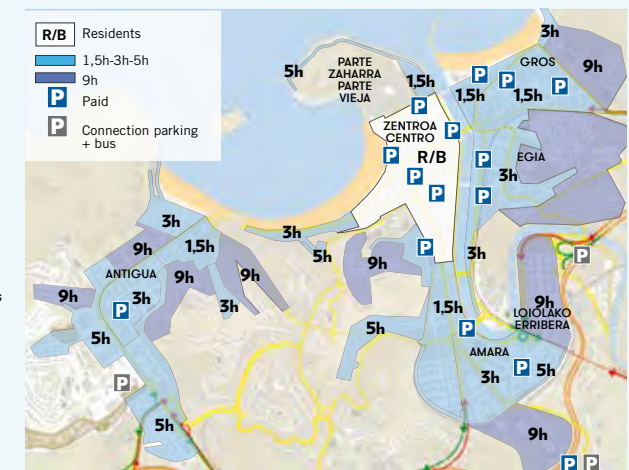 R/B Residents
1,5h-3h-5h
9h
P Paid
P Connection parking
+ bus
3h
GROS
9h
5h
PARTE
ZAHARRA
PARTE
VIEJA
1,5h
P
P
P
1,5h
1,5h
P
ZENTROA
CENTRO
P
R/B
P
P
P
P
EGIA
3h
P
3h
3h
5h
9h
1,5h
9h
9h
3h
ANTIGUA
9h
3h
P
5h
9h
P
3h
P
9h
LOIOLAKO
ERRIBERA
1,5h
P
5h
AMARA
3h
P
5h
P
5h
9h
P
P
s